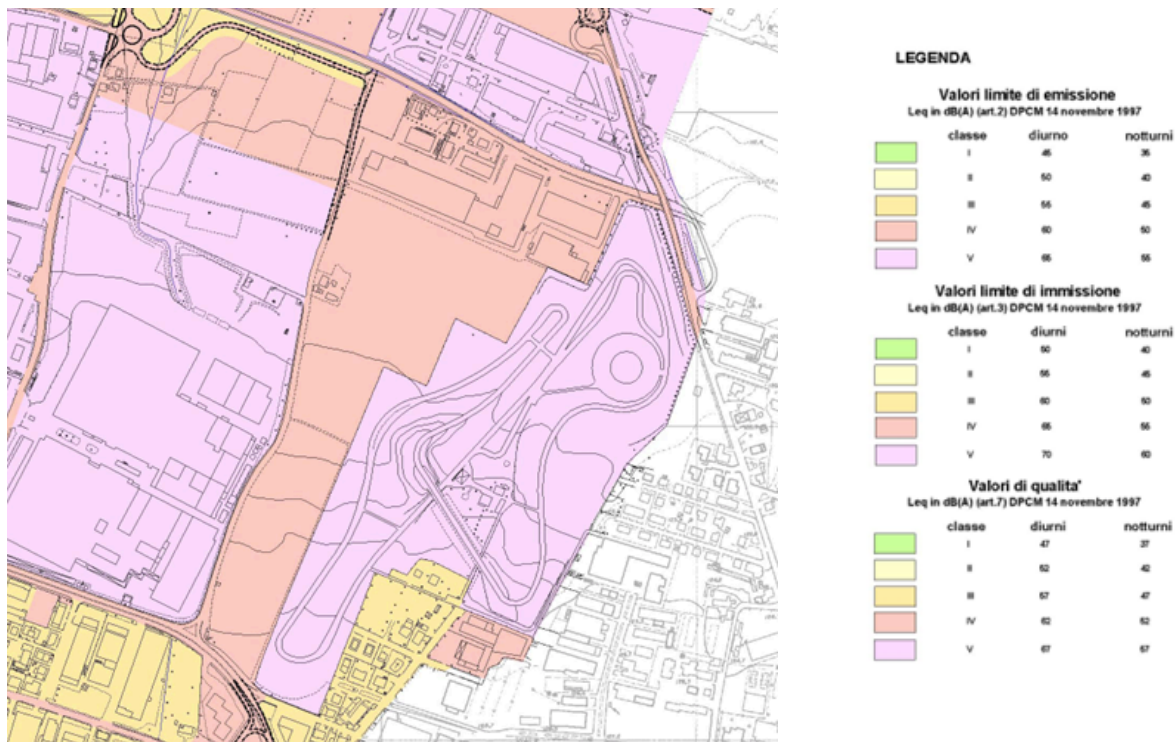 LEGENDA
Valori limite di emissione
Leq in dB(A) (art.2) DPCM 14 novembre 1997
classe diurno notturni
I 45 35
II 50 40
III 55 45
IV 60 50
V 65 55
Valori limite di immissione
Leq in dB(A) (art.3) DPCM 14 novembre 1997
classe diurni notturni
I 50 40
II 55 45
III 60 50
IV 65 55
V 70 60
Valori di qualita'
Leq in dB(A) (art.7) DPCM 14 novembre 1997
classe diurni notturni
I 47 37
II 52 42
III 57 47
IV 62 52
V 67 57